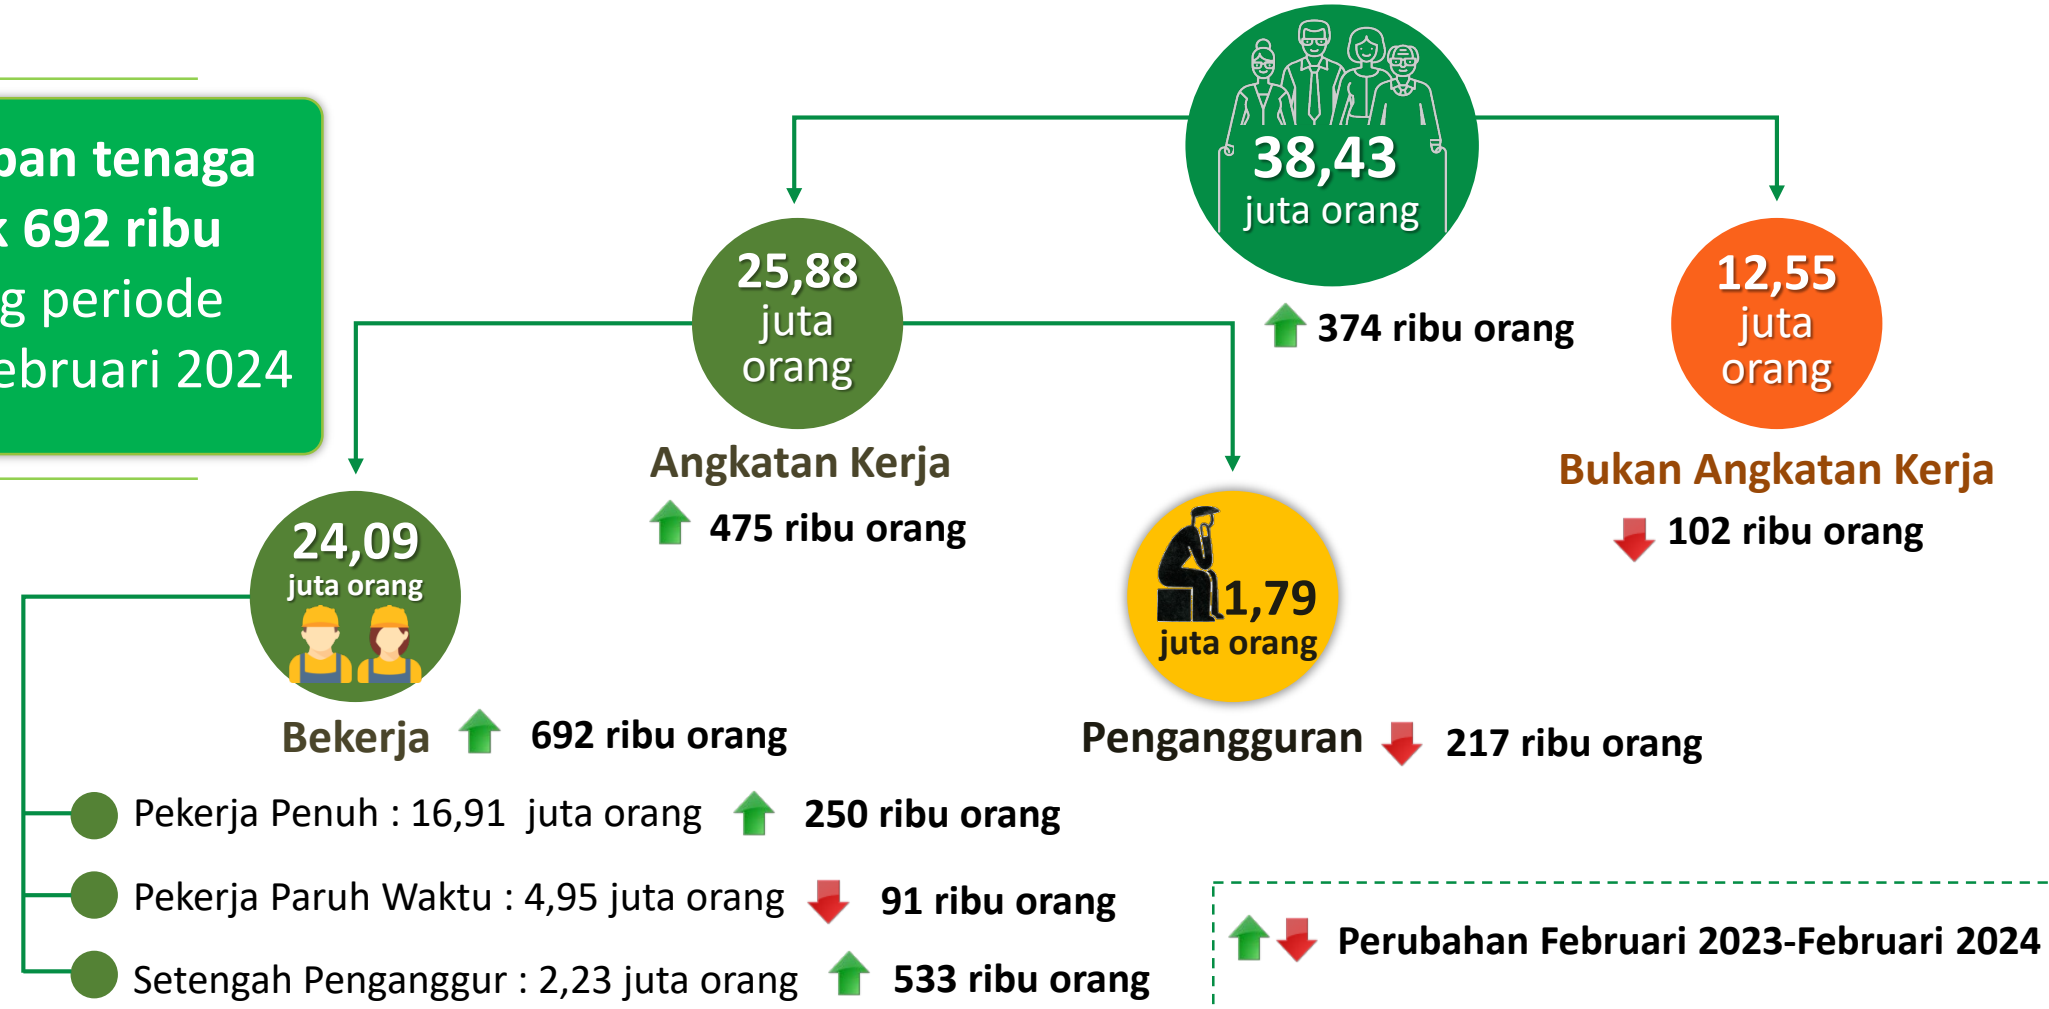 tenaga
692 ribu
periode
2024
38,43
juta orang
374 ribu orang
25,88
juta
orang
Angkatan Kerja
475 ribu orang
12,55
juta
orang
Bukan Angkatan Kerja
102 ribu orang
24,09
juta orang
Bekerja 692 ribu orang
1,79
juta orang
Pengangguran 217 ribu orang
Pekerja Penuh : 16,91 juta orang 250 ribu orang
Pekerja Paruh Waktu : 4,95 juta orang 91 ribu orang
Setengah Penganggur : 2,23 juta orang 533 ribu orang
Perubahan Februari 2023-Februari 2024